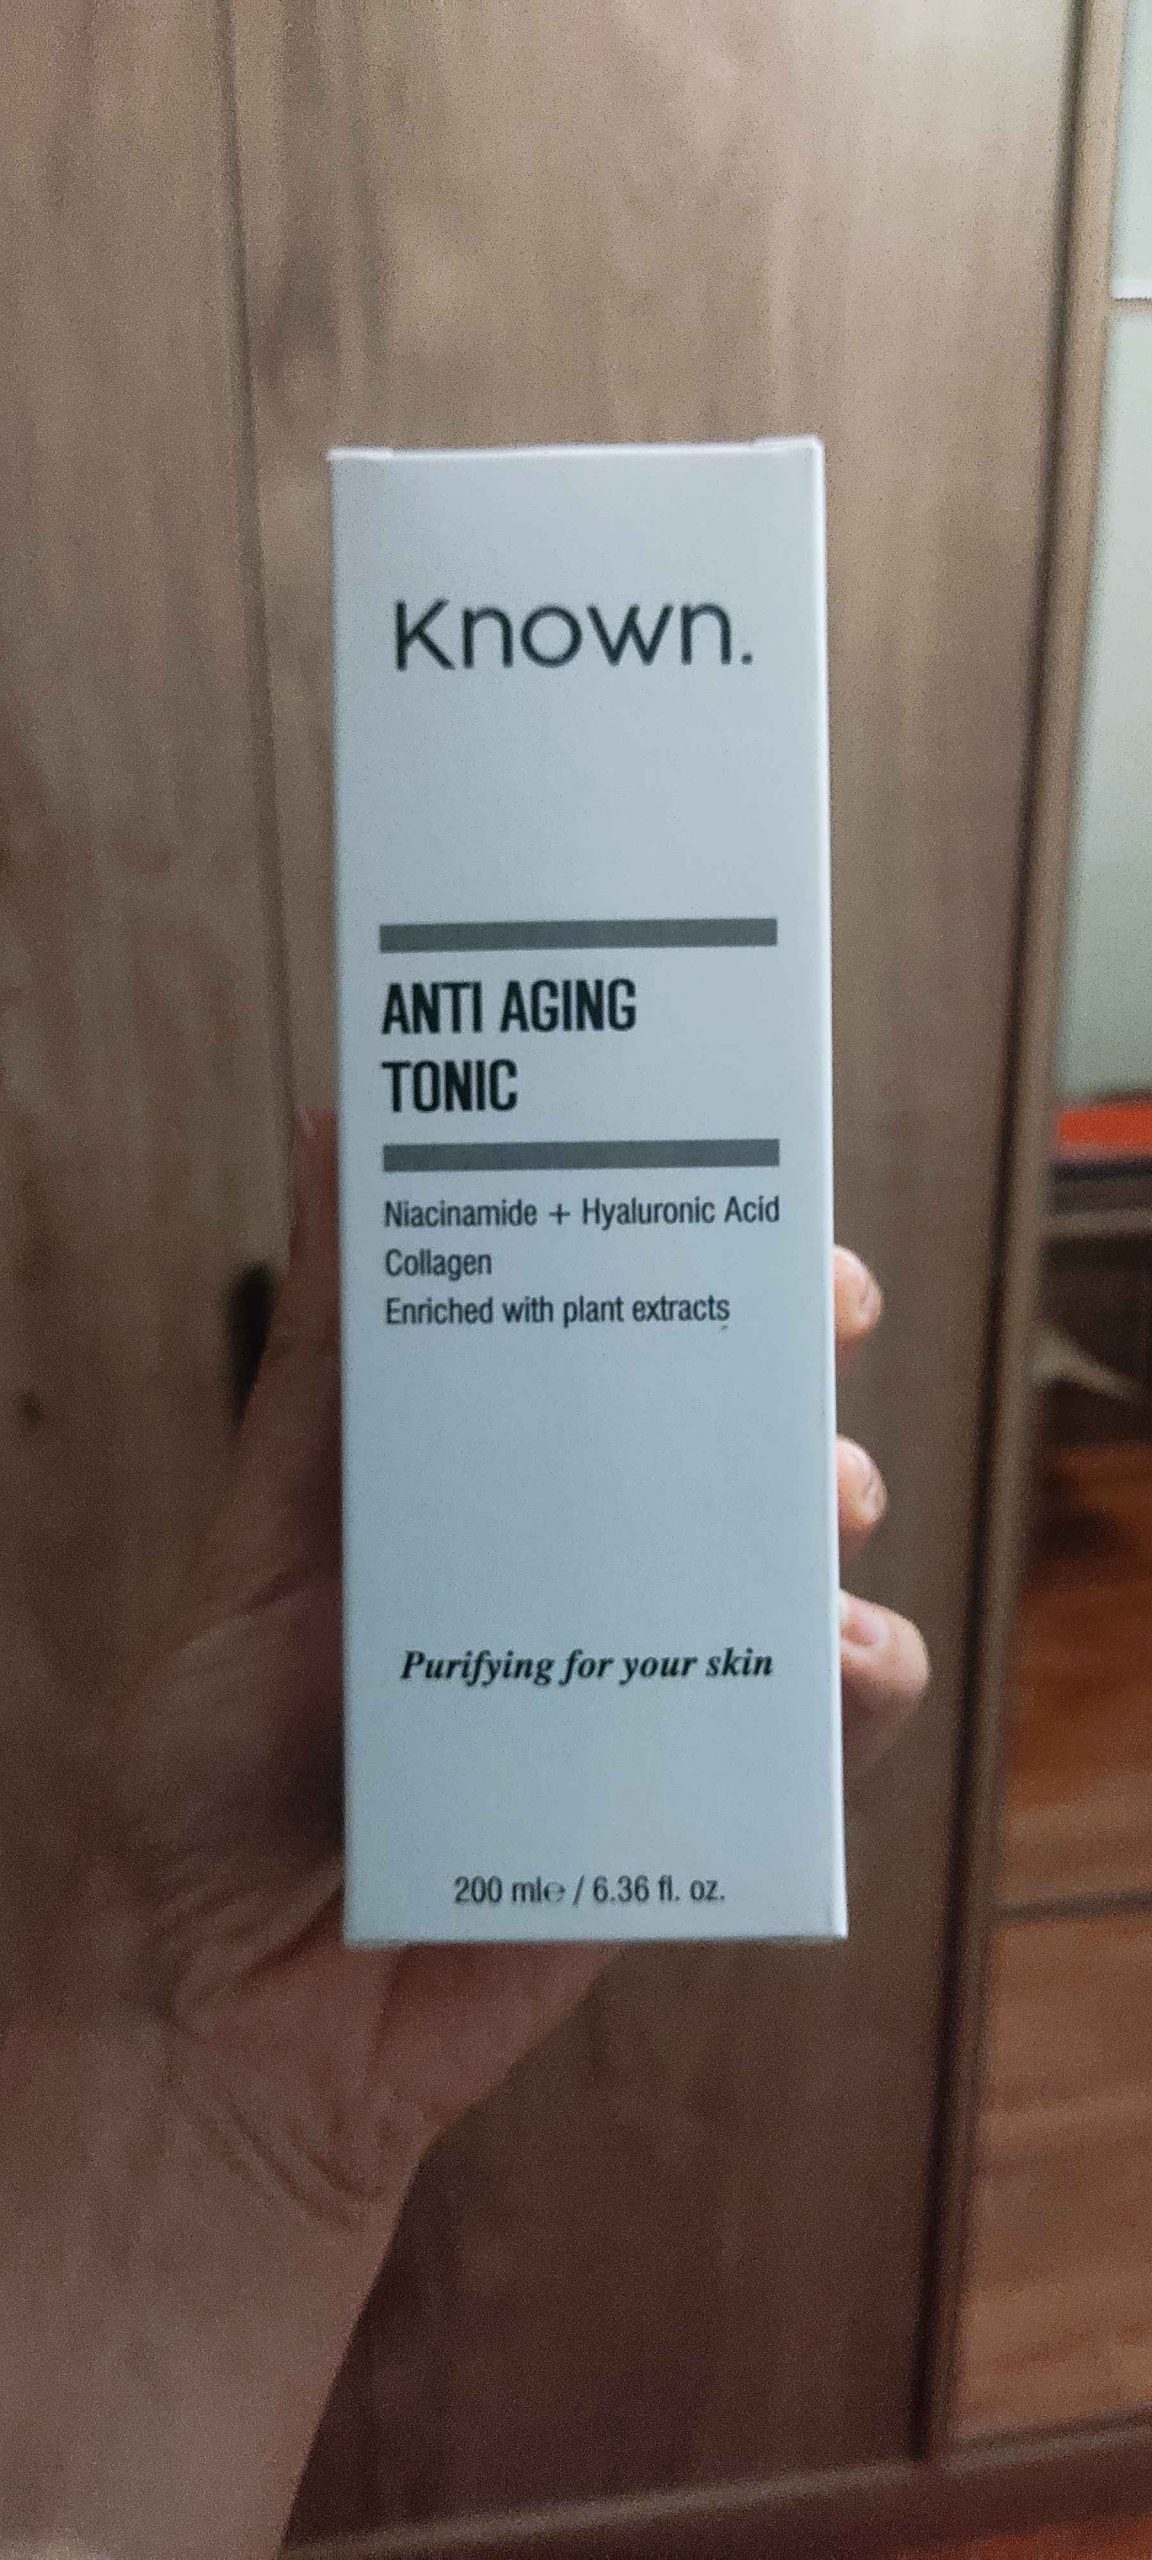 Known.
ANTI AGING
TONIC
Niacinamide + Hyaluronic Acid
Collagen
Enriched with plant extracts
Purifying for your skin
200 ml℮ / 6.36 fl. oz.